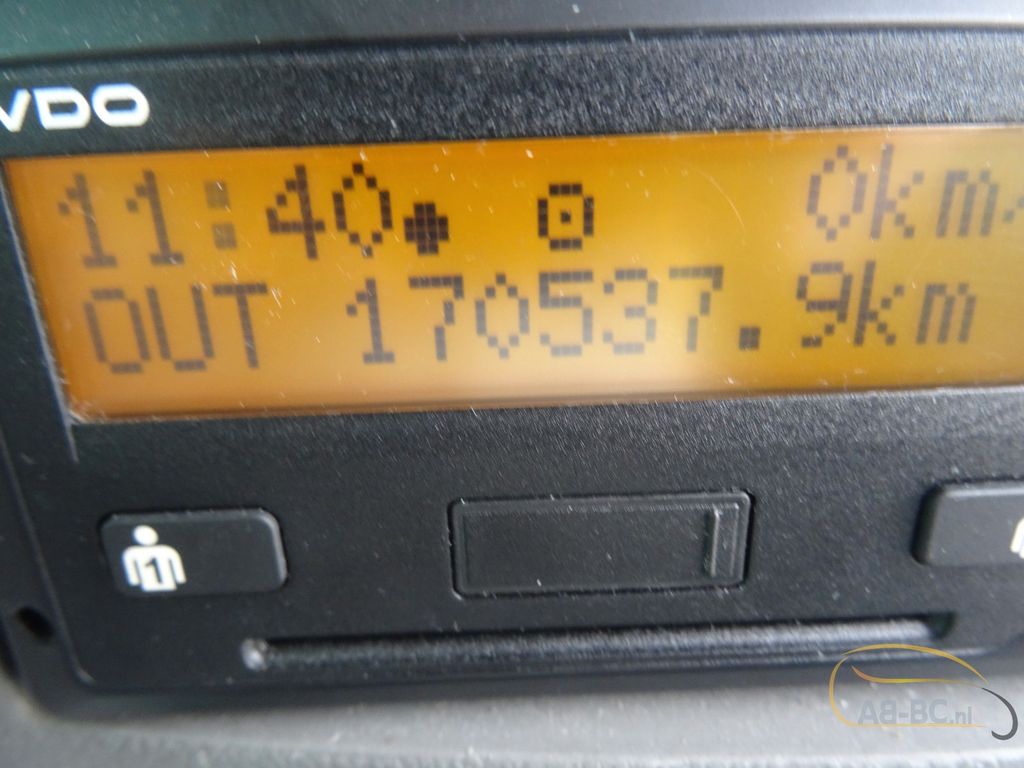 VDO
11:40 0km
OUT 170537.9km
1
AB-BC.nl